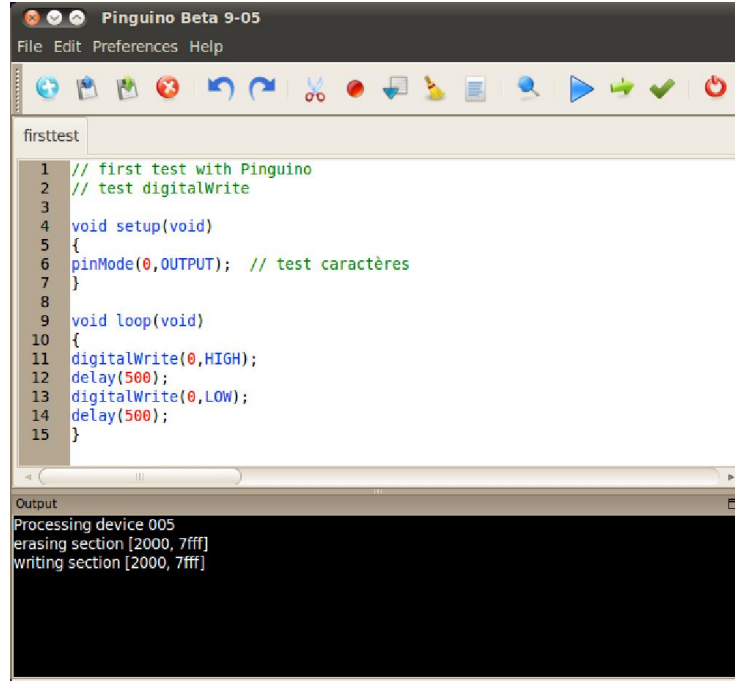 Pinguino Beta 9-05
File Edit Preferences Help
firsttest
1 // first test with Pinguino
2 // test digitalWrite
3
4 void setup(void)
5 {
6 pinMode(0,OUTPUT); // test caractères
7 }
8
9 void loop(void)
10 {
11 digitalWrite(0,HIGH);
12 delay(500);
13 digitalWrite(0,LOW);
14 delay(500);
15 }
Output
Processing device 005
erasing section [2000, 7fff]
writing section [2000, 7fff]